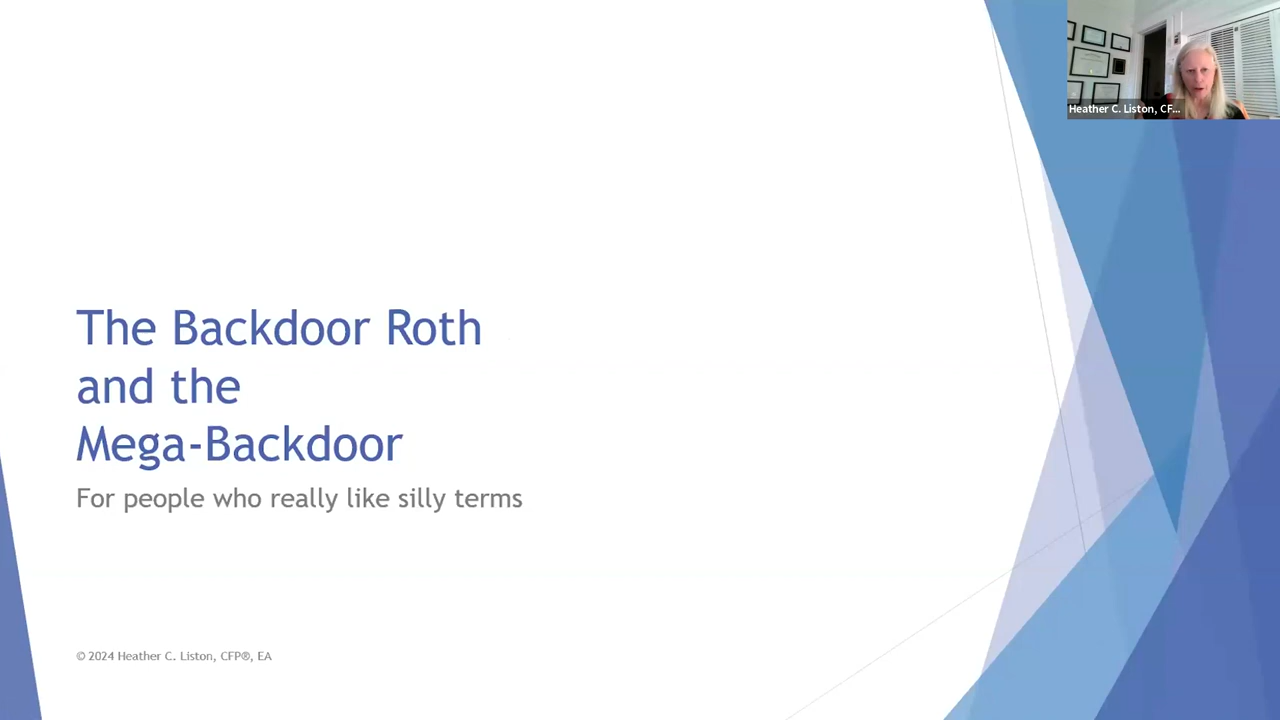 Heather C. Liston, CF...
The Backdoor Roth
and the
Mega-Backdoor
For people who really like silly terms
© 2024 Heather C. Liston, CFP®, EA